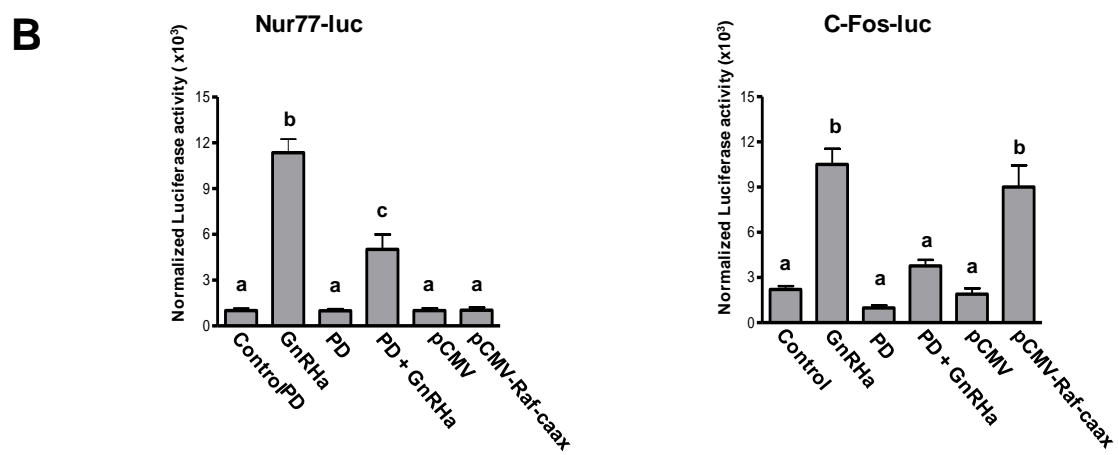 B
Nur77-luc
Normalized Luciferase activity ( x10³)
15
12
9
6
3
0
a
b
a
c
a
a
ControlPD
GnRHa
PD
PD + GnRHa
pCMV
pCMV-Raf-caax
C-Fos-luc
Normalized Luciferase activity (x10³)
15
12
9
6
3
0
a
b
a
a
a
b
Control
GnRHa
PD
PD + GnRHa
pCMV
pCMV-Raf-caax